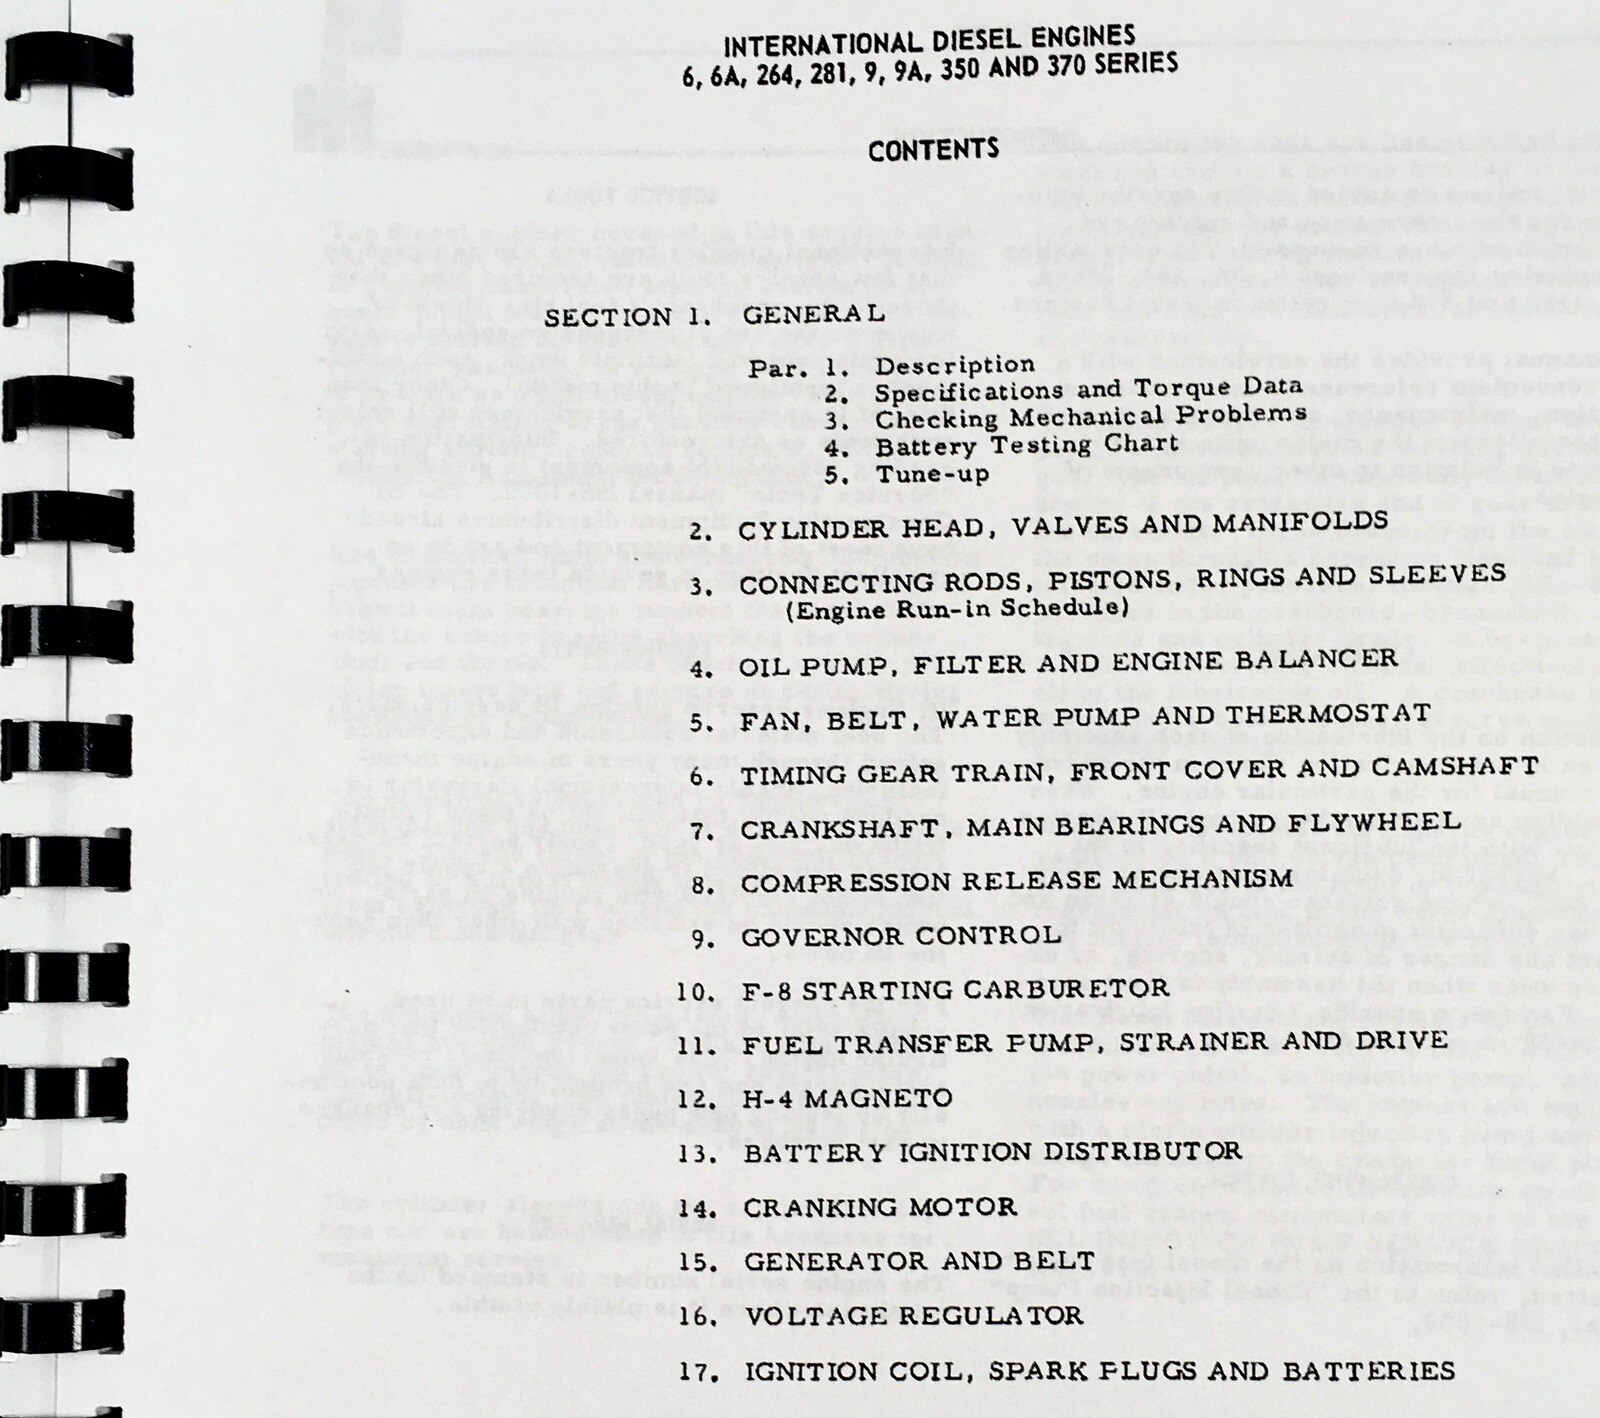 INTERNATIONAL DIESEL ENGINES
6, 6A, 264, 281, 9, 9A, 350 AND 370 SERIES
CONTENTS
SECTION 1. GENERAL
Par. 1. Description
2. Specifications and Torque Data
3. Checking Mechanical Problems
4. Battery Testing Chart
5. Tune-up
2. CYLINDER HEAD, VALVES AND MANIFOLDS
3. CONNECTING RODS, PISTONS, RINGS AND SLEEVES
(Engine Run-in Schedule)
4. OIL PUMP, FILTER AND ENGINE BALANCER
5. FAN, BELT, WATER PUMP AND THERMOSTAT
6. TIMING GEAR TRAIN, FRONT COVER AND CAMSHAFT
7. CRANKSHAFT, MAIN BEARINGS AND FLYWHEEL
8. COMPRESSION RELEASE MECHANISM
9. GOVERNOR CONTROL
10. F-8 STARTING CARBURETOR
11. FUEL TRANSFER PUMP, STRAINER AND DRIVE
12. H-4 MAGNETO
13. BATTERY IGNITION DISTRIBUTOR
14. CRANKING MOTOR
15. GENERATOR AND BELT
16. VOLTAGE REGULATOR
17. IGNITION COIL, SPARK PLUGS AND BATTERIES